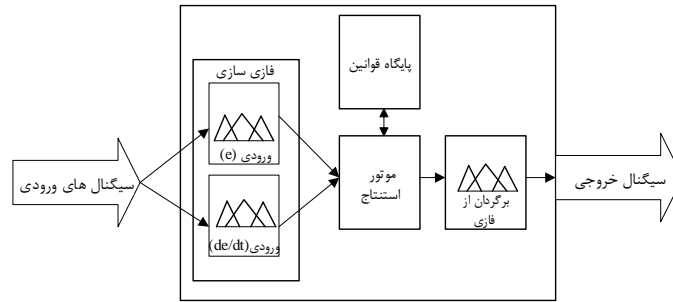 پایگاه قوانین
فازی سازی
ورودی (e)
سیگنال های ورودی
ورودی(de/dt)
موتور
استنتاج
برگردان از
فازی
سیگنال خروجی